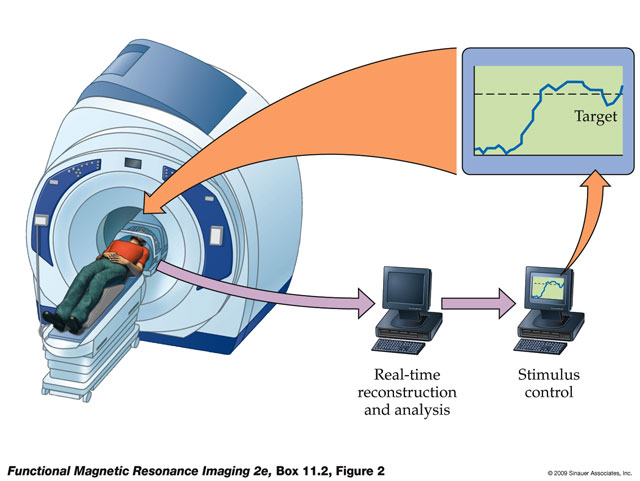 Target
Real-time
reconstruction
and analysis
Stimulus
control
Functional Magnetic Resonance Imaging 2e, Box 11.2, Figure 2
© 2009 Sinauer Associates, Inc.